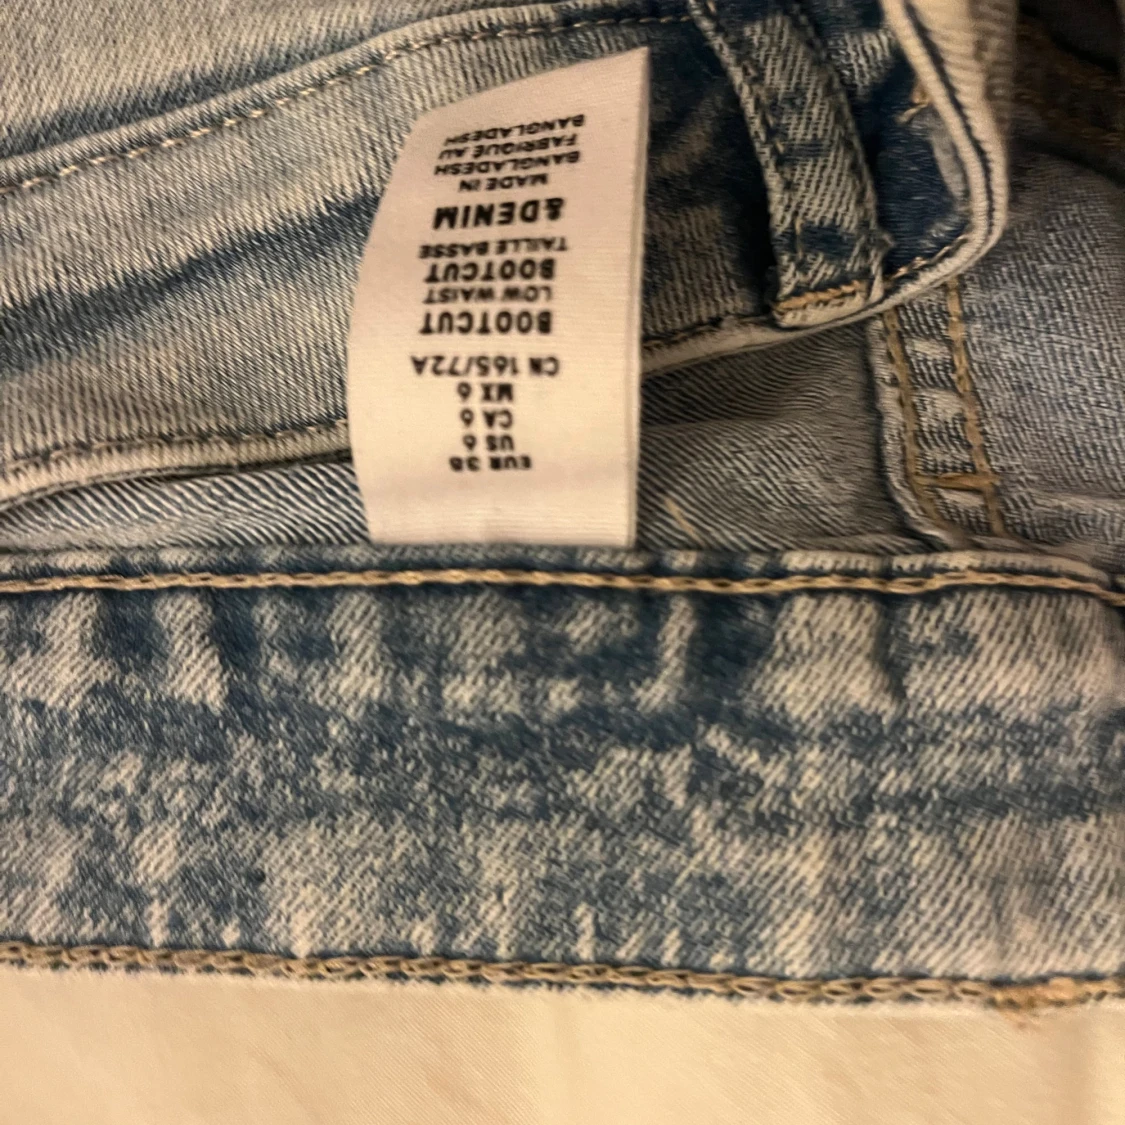 EUR 38
US 6
CA 6
MX 6
CN 165/72A
BOOTCUT
LOW WAIST
BOOTCUT
TAILLE BASSE
&DENIM
MADE IN
BANGLADESH
FABRIQUÉ AU
BANGLADESH